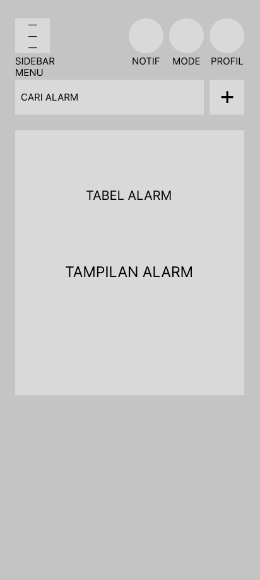 SIDEBAR
MENU
NOTIF
MODE
PROFIL
CARI ALARM
+
TABEL ALARM
TAMPILAN ALARM